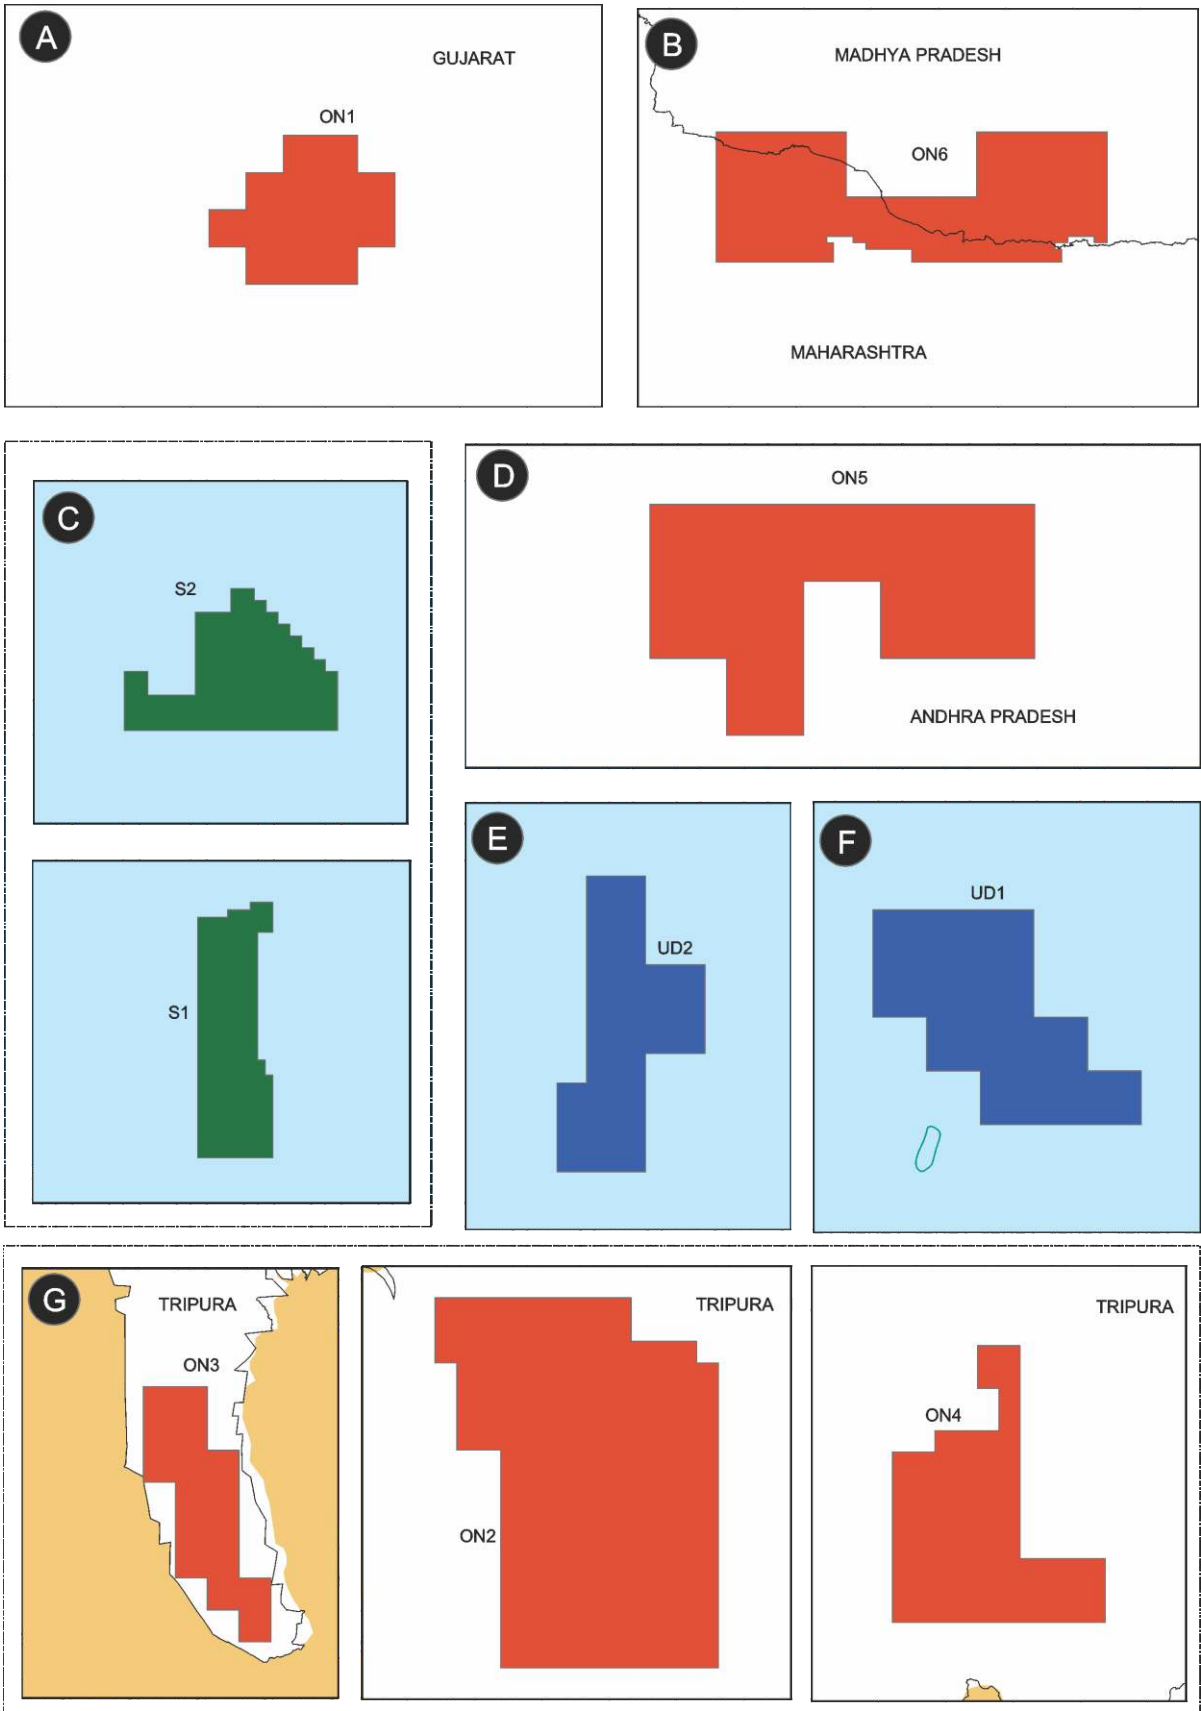 A
GUJARAT
ON1
B
MADHYA PRADESH
ON6
MAHARASHTRA
C
S2
S1
D
ON5
ANDHRA PRADESH
E
UD2
F
UD1
G
TRIPURA
ON3
TRIPURA
ON2
TRIPURA
ON4